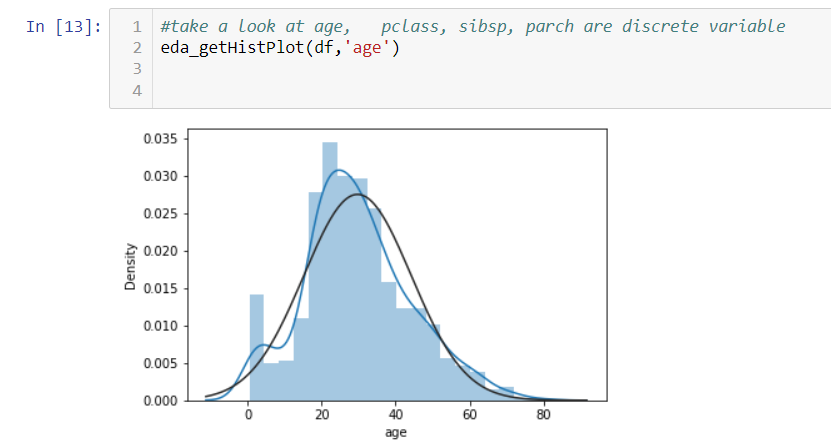 In [13]:
1 #take a look at age,   pclass, sibsp, parch are discrete variable
2 eda_getHistPlot(df,'age')
3
4
0.035
0.030
0.025
0.020
0.015
0.010
0.005
0.000
Density
0 20 40 60 80
age